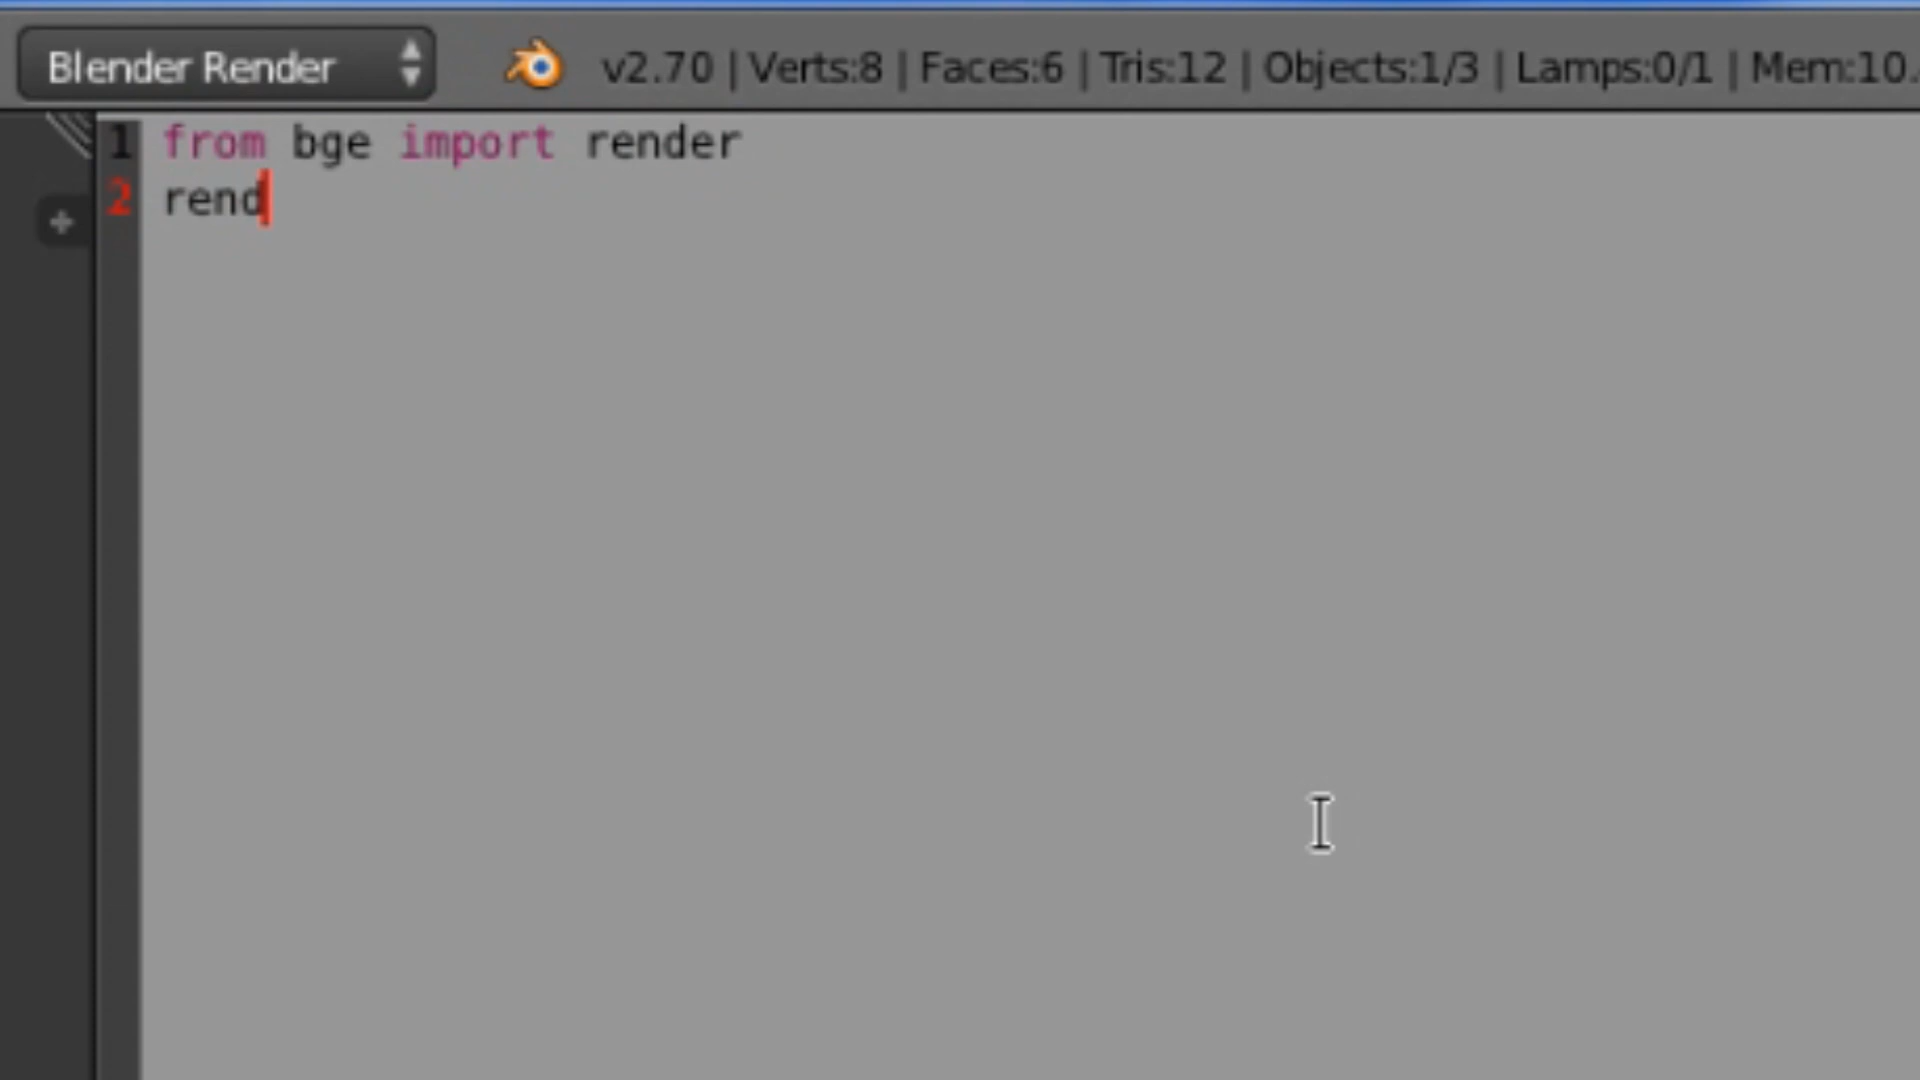 Blender Render v2.70 | Verts:8 | Faces:6 | Tris:12 | Objects:1/3 | Lamps:0/1 | Mem:10.
1 from bge import render
2 rend